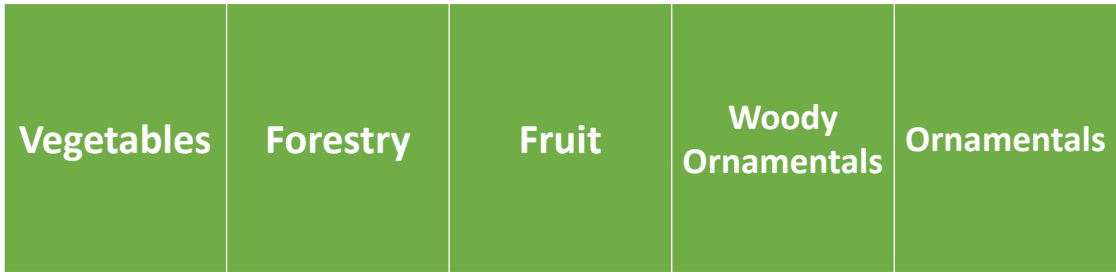 Vegetables
Forestry
Fruit
Woody
Ornamentals
Ornamentals